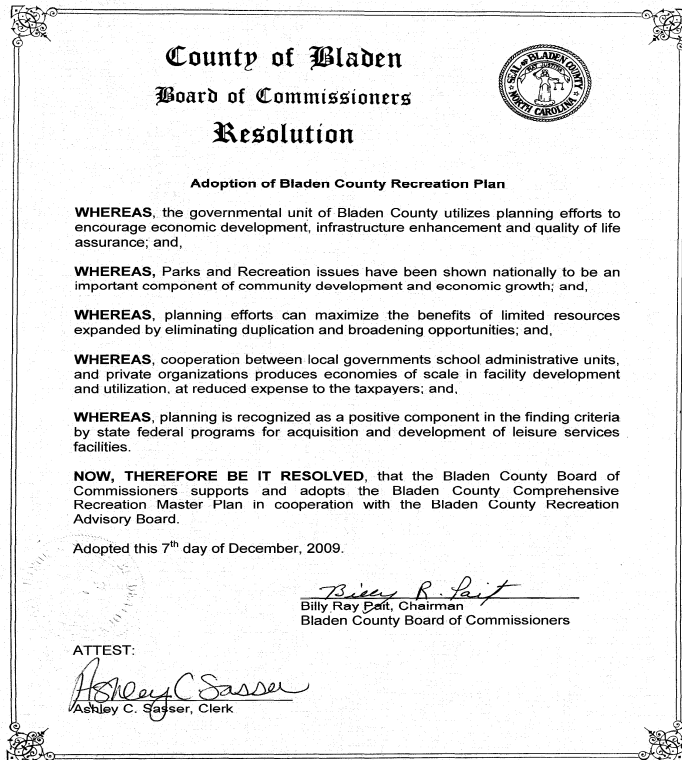 County of Bladen
Board of Commissioners
Resolution
SEAL OF BLADEN COUNTY
NORTH CAROLINA
Adoption of Bladen County Recreation Plan
WHEREAS, the governmental unit of Bladen County utilizes planning efforts to
encourage economic development, infrastructure enhancement and quality of life
assurance; and,
WHEREAS, Parks and Recreation issues have been shown nationally to be an
important component of community development and economic growth; and,
WHEREAS, planning efforts can maximize the benefits of limited resources
expanded by eliminating duplication and broadening opportunities; and,
WHEREAS, cooperation between local governments school administrative units,
and private organizations produces economies of scale in facility development
and utilization, at reduced expense to the taxpayers; and,
WHEREAS, planning is recognized as a positive component in the finding criteria
by state federal programs for acquisition and development of leisure services
facilities.
NOW, THEREFORE BE IT RESOLVED, that the Bladen County Board of
Commissioners supports and adopts the Bladen County Comprehensive
Recreation Master Plan in cooperation with the Bladen County Recreation
Advisory Board.
Adopted this 7th day of December, 2009.
Billy R. Pait
Billy Ray Pait, Chairman
Bladen County Board of Commissioners
ATTEST:
Ashley C Sasser
Ashley C. Sasser, Clerk